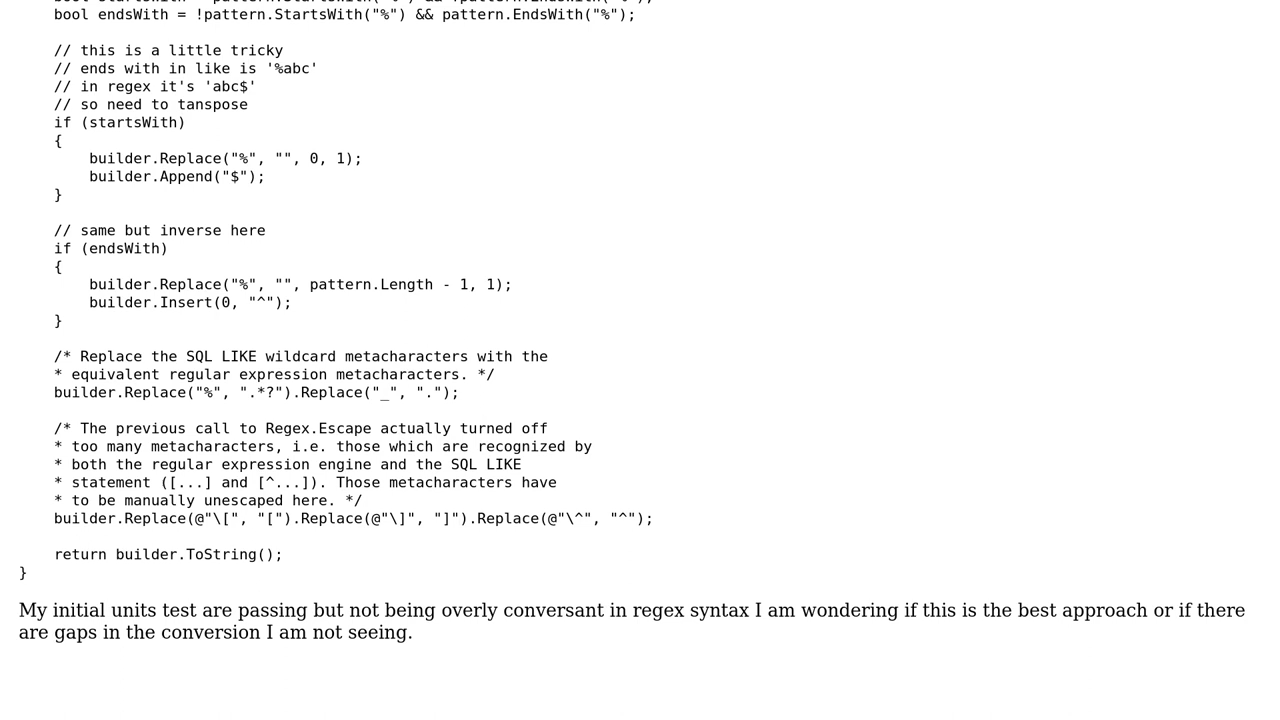 bool endsWith = !pattern.StartsWith("%") && pattern.EndsWith("%");
// this is a little tricky
// ends with in like is '%abc'
// in regex it's 'abc$'
// so need to tanspose
if (startsWith)
{
builder.Replace("%", "", 0, 1);
builder.Append("$");
}
// same but inverse here
if (endsWith)
{
builder.Replace("%", "", pattern.Length - 1, 1);
builder.Insert(0, "^");
}
/* Replace the SQL LIKE wildcard metacharacters with the
* equivalent regular expression metacharacters. */
builder.Replace("%", ".*?").Replace("_", ".");
/* The previous call to Regex.Escape actually turned off
* too many metacharacters, i.e. those which are recognized by
* both the regular expression engine and the SQL LIKE
* statement ([...] and [^...]). Those metacharacters have
* to be manually unescaped here. */
builder.Replace(@"\[", "[").Replace(@"\]", "]").Replace(@"\^", "^");
return builder.ToString();
}
My initial units test are passing but not being overly conversant in regex syntax I am wondering if this is the best approach or if there
are gaps in the conversion I am not seeing.